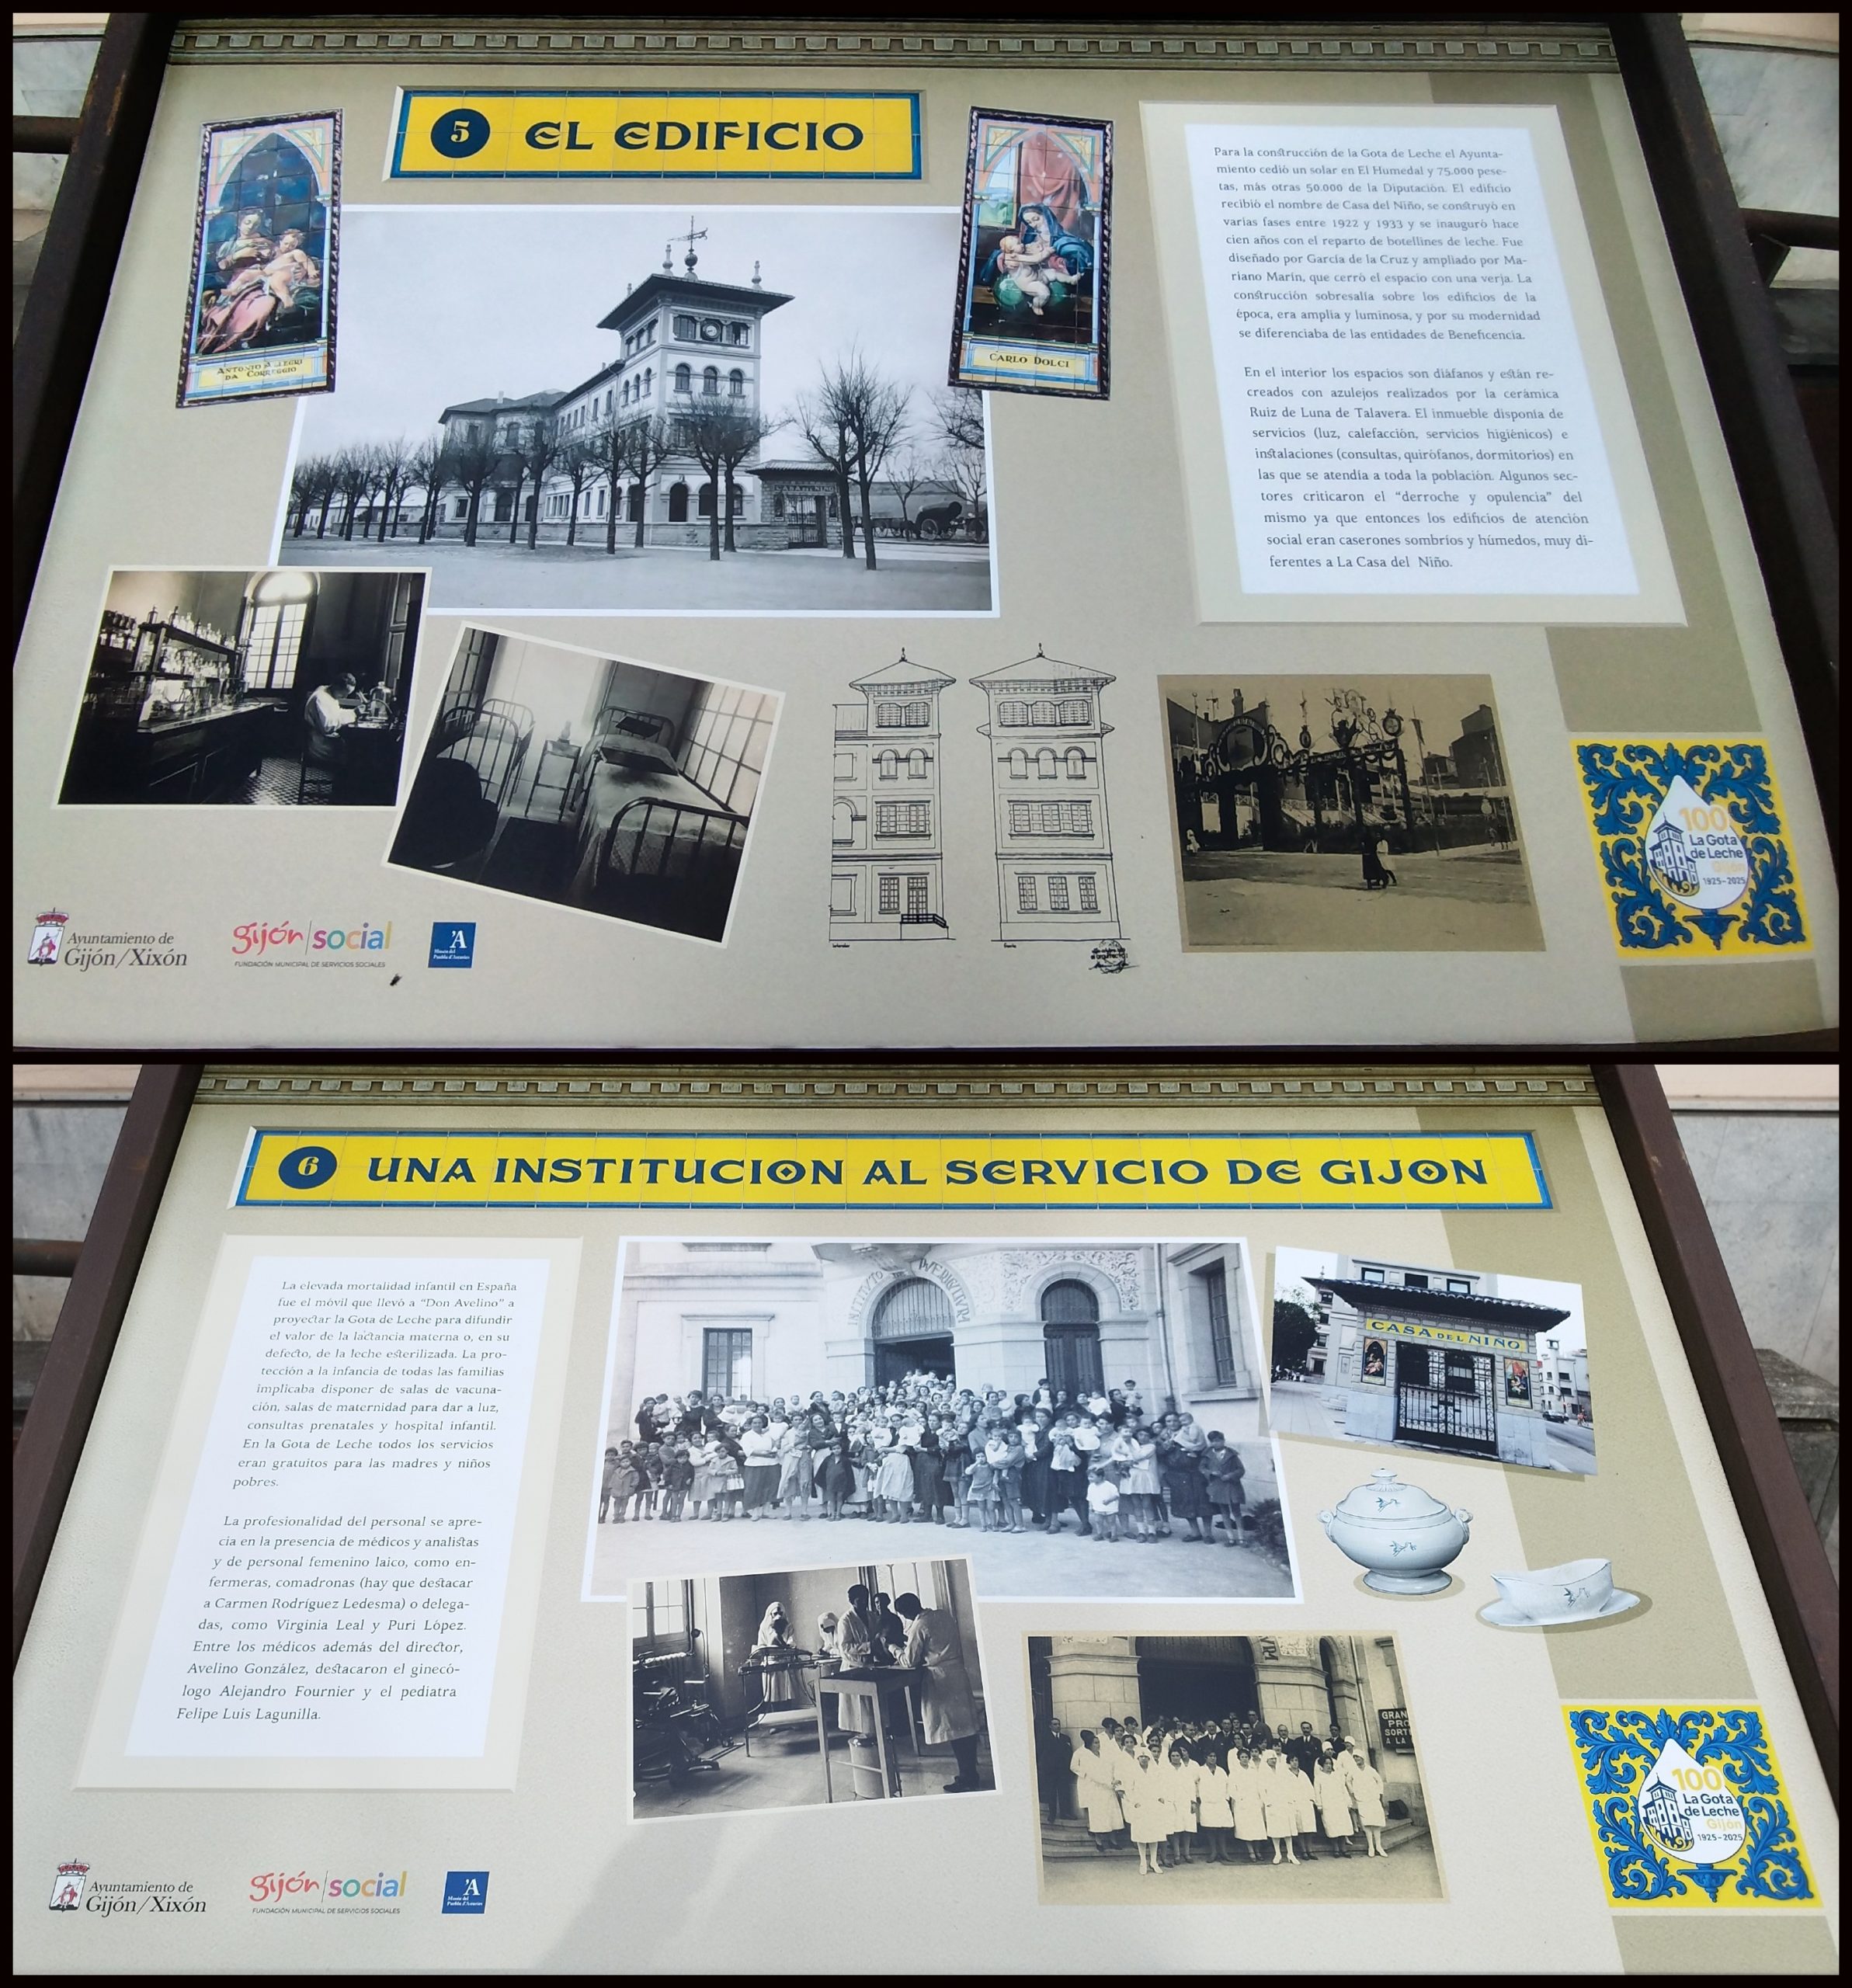 5 EL EDIFICIO
ANTONIO ALLEGRI
DA CORREGGIO
CARLO DOLCI
Para la construcción de la Gota de Leche el Ayunta-
miento cedió un solar en El Humedal y 75.000 pese-
tas, más otras 50.000 de la Diputación. El edificio
recibió el nombre de Casa del Niño, se construyó en
varias fases entre 1922 y 1933 y se inauguró hace
cien años con el reparto de botellines de leche. Fue
diseñado por García de la Cruz y ampliado por Ma-
riano Marín, que cerró el espacio con una verja. La
construcción sobresalía sobre los edificios de la
época, era amplia y luminosa, y por su modernidad
se diferenciaba de las entidades de Beneficencia.
En el interior los espacios son diáfanos y están re-
creados con azulejos realizados por la cerámica
Ruiz de Luna de Talavera. El inmueble disponía de
servicios (luz, calefacción, servicios higiénicos) e
instalaciones (consultas, quirófanos, dormitorios) en
las que se atendía a toda la población. Algunos sec-
tores criticaron el “derroche y opulencia” del
mismo ya que entonces los edificios de atención
social eran caserones sombríos y húmedos, muy di-
ferentes a La Casa del Niño.
100
La Gota
de Leche
Gijón
1925-2025
Ayuntamiento de
Gijón/Xixón
gijón|social
FUNDACIÓN MUNICIPAL DE SERVICIOS SOCIALES
'A
Museo del
Pueblo d'Asturies
6 UNA INSTITUCION AL SERVICIO DE GIJON
La elevada mortalidad infantil en España
fue el móvil que llevó a “Don Avelino” a
proyectar la Gota de Leche para difundir
el valor de la lactancia materna o, en su
defecto, de la leche esterilizada. La pro-
tección a la infancia de todas las familias
implicaba disponer de salas de vacuna-
ción, salas de maternidad para dar a luz,
consultas prenatales y hospital infantil.
En la Gota de Leche todos los servicios
eran gratuitos para las madres y niños
pobres.
La profesionalidad del personal se apre-
cia en la presencia de médicos y analistas
y de personal femenino laico, como en-
fermeras, comadronas (hay que destacar
a Carmen Rodríguez Ledesma) o delega-
das, como Virginia Leal y Puri López.
Entre los médicos además del director,
Avelino González, destacaron el ginecó-
logo Alejandro Fournier y el pediatra
Felipe Luis Lagunilla.
INSTITUTO DE PVERICVLTVRA
CASA DEL NIÑO
GRAN
PRO
SORT
A LA
100
La Gota
de Leche
Gijón
1925-2025
Ayuntamiento de
Gijón/Xixón
gijón|social
FUNDACIÓN MUNICIPAL DE SERVICIOS SOCIALES
'A
Museo del
Pueblo d'Asturies